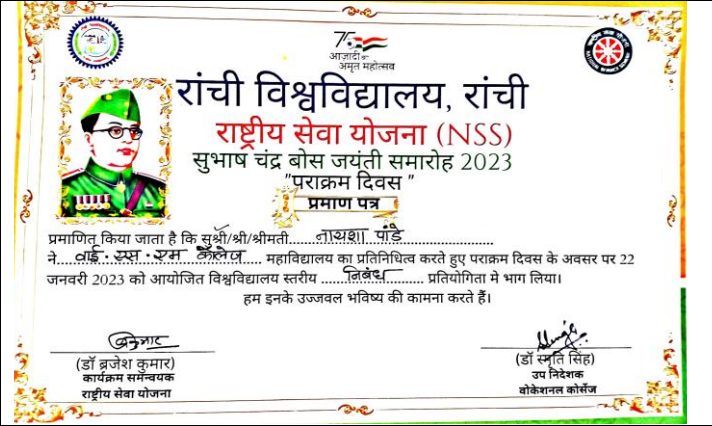 75
आज़ादी का
अमृत महोत्सव
रांची विश्वविद्यालय, रांची
राष्ट्रीय सेवा योजना (NSS)
सुभाष चंद्र बोस जयंती समारोह 2023
"पराक्रम दिवस "
प्रमाण पत्र
प्रमाणित किया जाता है कि सुश्री/श्री/श्रीमती.... नायशा पांडे ....................
ने.... वाई. एस. एम कॉलेज ........ महाविद्यालय का प्रतिनिधित्व करते हुए पराक्रम दिवस के अवसर पर 22
जनवरी 2023 को आयोजित विश्वविद्यालय स्तरीय ..... निबंध ........ प्रतियोगिता मे भाग लिया।
हम इनके उज्जवल भविष्य की कामना करते हैं।
(डॉ ब्रजेश कुमार)
कार्यक्रम समन्वयक
राष्ट्रीय सेवा योजना
(डॉ स्मृति सिंह)
उप निदेशक
वोकेशनल कोर्सेज